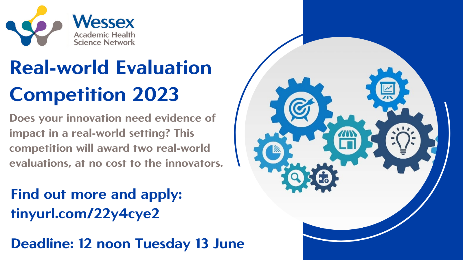 Wessex
Academic Health
Science Network
Real-world Evaluation
Competition 2023
Does your innovation need evidence of
impact in a real-world setting? This
competition will award two real-world
evaluations, at no cost to the innovators.
Find out more and apply:
tinyurl.com/22y4cye2
Deadline: 12 noon Tuesday 13 June